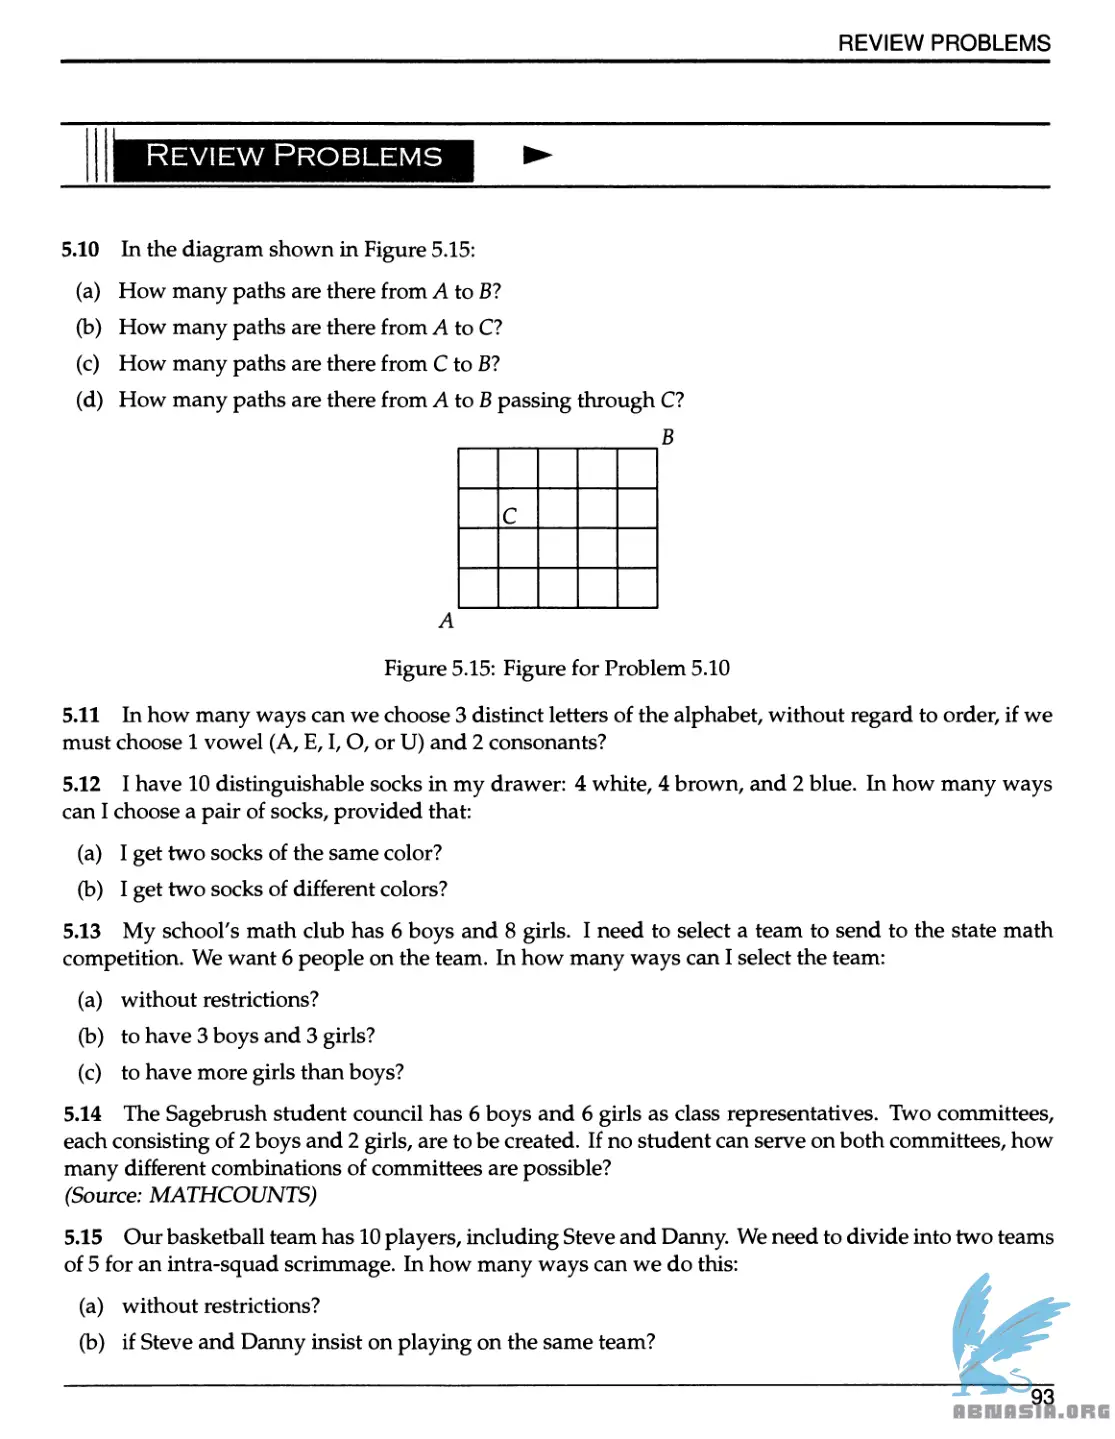 REVIEW PROBLEMS
REVIEW PROBLEMS
5.10 In the diagram shown in Figure 5.15:
(a) How many paths are there from A to B?
(b) How many paths are there from A to C?
(c) How many paths are there from C to B?
(d) How many paths are there from A to B passing through C?
B
C
A
Figure 5.15: Figure for Problem 5.10
5.11 In how many ways can we choose 3 distinct letters of the alphabet, without regard to order, if we
must choose 1 vowel (A, E, I, O, or U) and 2 consonants?
5.12 I have 10 distinguishable socks in my drawer: 4 white, 4 brown, and 2 blue. In how many ways
can I choose a pair of socks, provided that:
(a) I get two socks of the same color?
(b) I get two socks of different colors?
5.13 My school's math club has 6 boys and 8 girls. I need to select a team to send to the state math
competition. We want 6 people on the team. In how many ways can I select the team:
(a) without restrictions?
(b) to have 3 boys and 3 girls?
(c) to have more girls than boys?
5.14 The Sagebrush student council has 6 boys and 6 girls as class representatives. Two committees,
each consisting of 2 boys and 2 girls, are to be created. If no student can serve on both committees, how
many different combinations of committees are possible?
(Source: MATHCOUNTS)
5.15 Our basketball team has 10 players, including Steve and Danny. We need to divide into two teams
of 5 for an intra-squad scrimmage. In how many ways can we do this:
(a) without restrictions?
(b) if Steve and Danny insist on playing on the same team?
93
ABNASIA.ORG